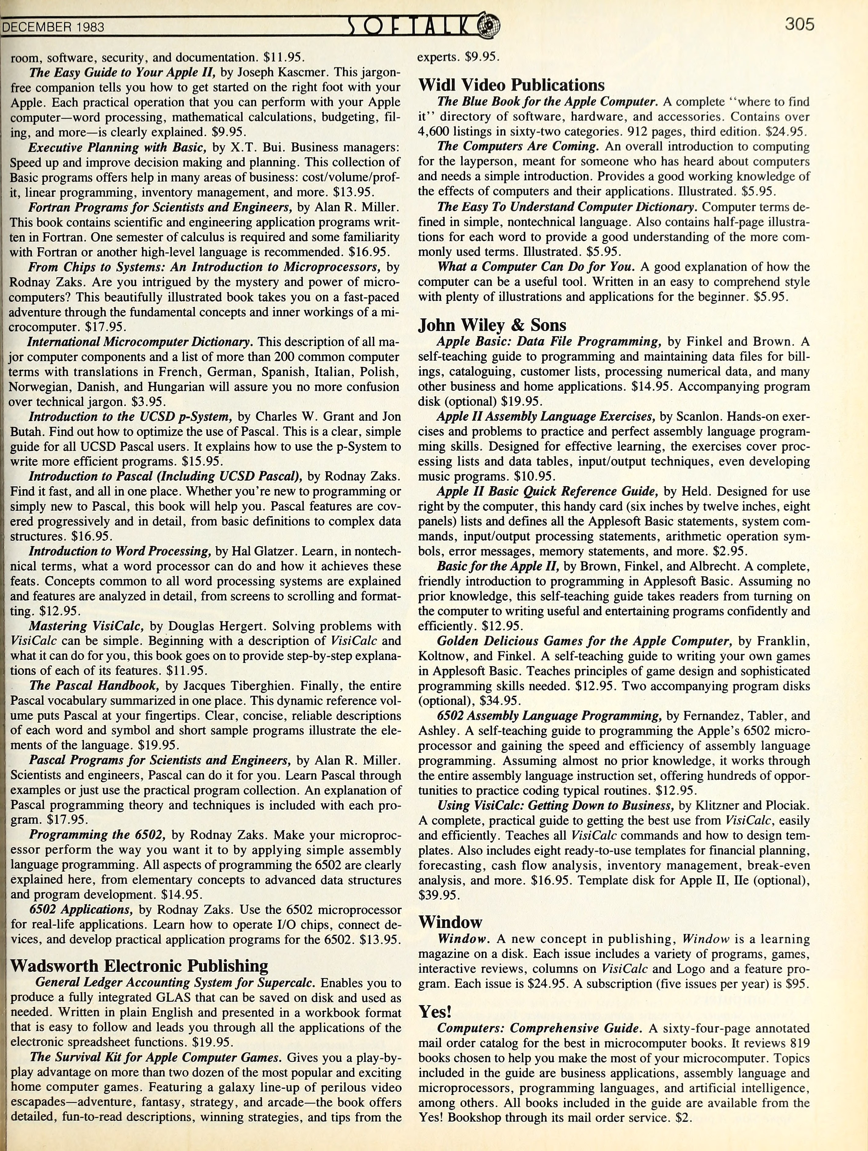 DECEMBER 1983
SOFTALK
305
room, software, security, and documentation. $11.95.
The Easy Guide to Your Apple II, by Joseph Kascmer. This jargon-
free companion tells you how to get started on the right foot with your
Apple. Each practical operation that you can perform with your Apple
computer—word processing, mathematical calculations, budgeting, fil-
ing, and more—is clearly explained. $9.95.
Executive Planning with Basic, by X.T. Bui. Business managers:
Speed up and improve decision making and planning. This collection of
Basic programs offers help in many areas of business: cost/volume/prof-
it, linear programming, inventory management, and more. $13.95.
Fortran Programs for Scientists and Engineers, by Alan R. Miller.
This book contains scientific and engineering application programs writ-
ten in Fortran. One semester of calculus is required and some familiarity
with Fortran or another high-level language is recommended. $16.95.
From Chips to Systems: An Introduction to Microprocessors, by
Rodnay Zaks. Are you intrigued by the mystery and power of micro-
computers? This beautifully illustrated book takes you on a fast-paced
adventure through the fundamental concepts and inner workings of a mi-
crocomputer. $17.95.
International Microcomputer Dictionary. This description of all ma-
jor computer components and a list of more than 200 common computer
terms with translations in French, German, Spanish, Italian, Polish,
Norwegian, Danish, and Hungarian will assure you no more confusion
over technical jargon. $3.95.
Introduction to the UCSD p-System, by Charles W. Grant and Jon
Butah. Find out how to optimize the use of Pascal. This is a clear, simple
guide for all UCSD Pascal users. It explains how to use the p-System to
write more efficient programs. $15.95.
Introduction to Pascal (Including UCSD Pascal), by Rodnay Zaks.
Find it fast, and all in one place. Whether you're new to programming or
simply new to Pascal, this book will help you. Pascal features are cov-
ered progressively and in detail, from basic definitions to complex data
structures. $16.95.
Introduction to Word Processing, by Hal Glatzer. Learn, in nontech-
nical terms, what a word processor can do and how it achieves these
feats. Concepts common to all word processing systems are explained
and features are analyzed in detail, from screens to scrolling and format-
ting. $12.95.
Mastering VisiCalc, by Douglas Hergert. Solving problems with
VisiCalc can be simple. Beginning with a description of VisiCalc and
what it can do for you, this book goes on to provide step-by-step explana-
tions of each of its features. $11.95.
The Pascal Handbook, by Jacques Tiberghien. Finally, the entire
Pascal vocabulary summarized in one place. This dynamic reference vol-
ume puts Pascal at your fingertips. Clear, concise, reliable descriptions
of each word and symbol and short sample programs illustrate the ele-
ments of the language. $19.95.
Pascal Programs for Scientists and Engineers, by Alan R. Miller.
Scientists and engineers, Pascal can do it for you. Learn Pascal through
examples or just use the practical program collection. An explanation of
Pascal programming theory and techniques is included with each pro-
gram. $17.95.
Programming the 6502, by Rodnay Zaks. Make your microproc-
essor perform the way you want it to by applying simple assembly
language programming. All aspects of programming the 6502 are clearly
explained here, from elementary concepts to advanced data structures
and program development. $14.95.
6502 Applications, by Rodnay Zaks. Use the 6502 microprocessor
for real-life applications. Learn how to operate I/O chips, connect de-
vices, and develop practical application programs for the 6502. $13.95.
Wadsworth Electronic Publishing
General Ledger Accounting System for Supercalc. Enables you to
produce a fully integrated GLAS that can be saved on disk and used as
needed. Written in plain English and presented in a workbook format
that is easy to follow and leads you through all the applications of the
electronic spreadsheet functions. $19.95.
The Survival Kit for Apple Computer Games. Gives you a play-by-
play advantage on more than two dozen of the most popular and exciting
home computer games. Featuring a galaxy line-up of perilous video
escapades—adventure, fantasy, strategy, and arcade—the book offers
detailed, fun-to-read descriptions, winning strategies, and tips from the
experts. $9.95.
Widl Video Publications
The Blue Book for the Apple Computer. A complete "where to find
it" directory of software, hardware, and accessories. Contains over
4,600 listings in sixty-two categories. 912 pages, third edition. $24.95.
The Computers Are Coming. An overall introduction to computing
for the layperson, meant for someone who has heard about computers
and needs a simple introduction. Provides a good working knowledge of
the effects of computers and their applications. Illustrated. $5.95.
The Easy To Understand Computer Dictionary. Computer terms de-
fined in simple, nontechnical language. Also contains half-page illustra-
tions for each word to provide a good understanding of the more com-
monly used terms. Illustrated. $5.95.
What a Computer Can Do for You. A good explanation of how the
computer can be a useful tool. Written in an easy to comprehend style
with plenty of illustrations and applications for the beginner. $5.95.
John Wiley & Sons
Apple Basic: Data File Programming, by Finkel and Brown. A
self-teaching guide to programming and maintaining data files for bill-
ings, cataloguing, customer lists, processing numerical data, and many
other business and home applications. $14.95. Accompanying program
disk (optional) $19.95.
Apple II Assembly Language Exercises, by Scanlon. Hands-on exer-
cises and problems to practice and perfect assembly language program-
ming skills. Designed for effective learning, the exercises cover proc-
essing lists and data tables, input/output techniques, even developing
music programs. $10.95.
Apple II Basic Quick Reference Guide, by Held. Designed for use
right by the computer, this handy card (six inches by twelve inches, eight
panels) lists and defines all the Applesoft Basic statements, system com-
mands, input/output processing statements, arithmetic operation sym-
bols, error messages, memory statements, and more. $2.95.
Basic for the Apple II, by Brown, Finkel, and Albrecht. A complete,
friendly introduction to programming in Applesoft Basic. Assuming no
prior knowledge, this self-teaching guide takes readers from turning on
the computer to writing useful and entertaining programs confidently and
efficiently. $12.95.
Golden Delicious Games for the Apple Computer, by Franklin,
Koltnow, and Finkel. A self-teaching guide to writing your own games
in Applesoft Basic. Teaches principles of game design and sophisticated
programming skills needed. $12.95. Two accompanying program disks
(optional), $34.95.
6502 Assembly Language Programming, by Fernandez, Tabler, and
Ashley. A self-teaching guide to programming the Apple's 6502 micro-
processor and gaining the speed and efficiency of assembly language
programming. Assuming almost no prior knowledge, it works through
the entire assembly language instruction set, offering hundreds of oppor-
tunities to practice coding typical routines. $12.95.
Using VisiCalc: Getting Down to Business, by Klitzner and Plociak.
A complete, practical guide to getting the best use from VisiCalc, easily
and efficiently. Teaches all VisiCalc commands and how to design tem-
plates. Also includes eight ready-to-use templates for financial planning,
forecasting, cash flow analysis, inventory management, break-even
analysis, and more. $16.95. Template disk for Apple II, IIe (optional),
$39.95.
Window
Window. A new concept in publishing, Window is a learning
magazine on a disk. Each issue includes a variety of programs, games,
interactive reviews, columns on VisiCalc and Logo and a feature pro-
gram. Each issue is $24.95. A subscription (five issues per year) is $95.
Yes!
Computers: Comprehensive Guide. A sixty-four-page annotated
mail order catalog for the best in microcomputer books. It reviews 819
books chosen to help you make the most of your microcomputer. Topics
included in the guide are business applications, assembly language and
microprocessors, programming languages, and artificial intelligence,
among others. All books included in the guide are available from the
Yes! Bookshop through its mail order service. $2.